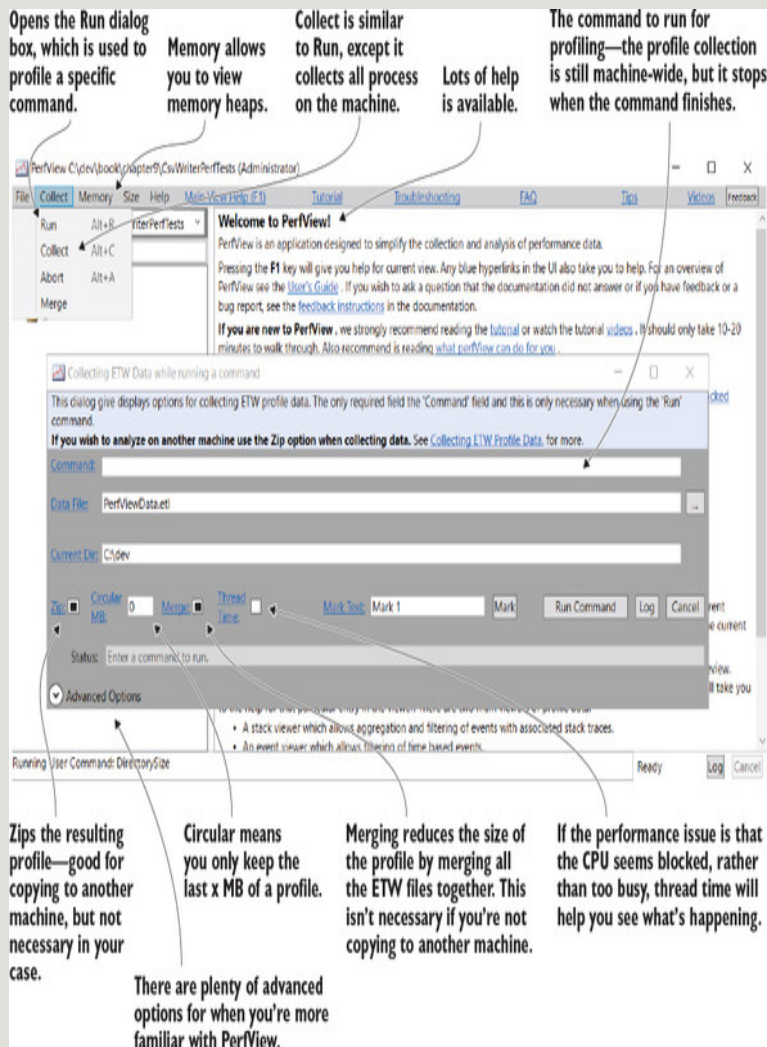 Opens the Run dialog
box, which is used to
profile a specific
command.
Memory allows
you to view
memory heaps.
Collect is similar
to Run, except it
collects all process
on the machine.
Lots of help
is available.
The command to run for
profiling—the profile collection
is still machine-wide, but it stops
when the command finishes.
PerfView C:\dev\book\chapter9\CsvWriterPerfTests (Administrator)
File Collect Memory Size Help Main-View Help (F1) Tutorial Troubleshooting FAQ Tips Videos Feedback
Run Alt+R
Collect Alt+C
Abort Alt+A
Merge
iterPerfTests
Welcome to PerfView!
PerfView is an application designed to simplify the collection and analysis of performance data.
Pressing the F1 key will give you help for current view. Any blue hyperlinks in the UI also take you to help. For an overview of
PerfView see the User's Guide . If you wish to ask a question that the documentation did not answer or if you have feedback or a
bug report, see the feedback instructions in the documentation.
If you are new to PerfView , we strongly recommend reading the tutorial or watch the tutorial videos . It should only take 10-20
minutes to walk through. Also recommend is reading what perfView can do for you .
Collecting ETW Data while running a command
This dialog give displays options for collecting ETW profile data. The only required field the 'Command' field and this is only necessary when using the 'Run'
command.
If you wish to analyze on another machine use the Zip option when collecting data. See Collecting ETW Profile Data. for more.
cked
Command:
Data File: PerfViewData.etl ...
Current Dir: C:\dev
Zip: Circular MB: 0 Merge: Thread Time: Mark Text: Mark 1 Mark Run Command Log Cancel
rent
e current
Status: Enter a command to run.
view.
ll take you
Advanced Options
• A stack viewer which allows aggregation and filtering of events with associated stack traces.
• An event viewer which allows filtering of time based events.
Running User Command: DirectorySize Ready Log Cancel
Zips the resulting
profile—good for
copying to another
machine, but not
necessary in your
case.
Circular means
you only keep the
last x MB of a profile.
Merging reduces the size of
the profile by merging all
the ETW files together. This
isn't necessary if you're not
copying to another machine.
If the performance issue is that
the CPU seems blocked, rather
than too busy, thread time will
help you see what's happening.
There are plenty of advanced
options for when you're more
familiar with PerfView.